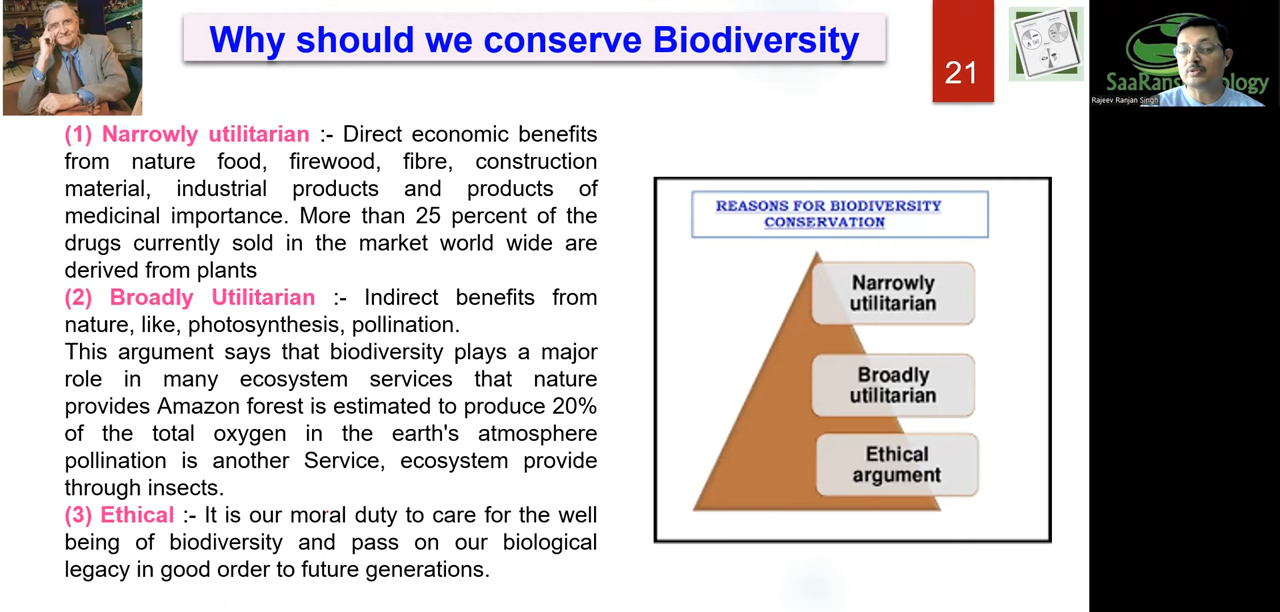 Why should we conserve Biodiversity
21
Rajeev Ranjan Singh
(1) Narrowly utilitarian :- Direct economic benefits
from nature food, firewood, fibre, construction
material, industrial products and products of
medicinal importance. More than 25 percent of the
drugs currently sold in the market world wide are
derived from plants
(2) Broadly Utilitarian :- Indirect benefits from
nature, like, photosynthesis, pollination.
This argument says that biodiversity plays a major
role in many ecosystem services that nature
provides Amazon forest is estimated to produce 20%
of the total oxygen in the earth's atmosphere
pollination is another Service, ecosystem provide
through insects.
(3) Ethical :- It is our moral duty to care for the well
being of biodiversity and pass on our biological
legacy in good order to future generations.
REASONS FOR BIODIVERSITY
CONSERVATION
Narrowly
utilitarian
Broadly
utilitarian
Ethical
argument